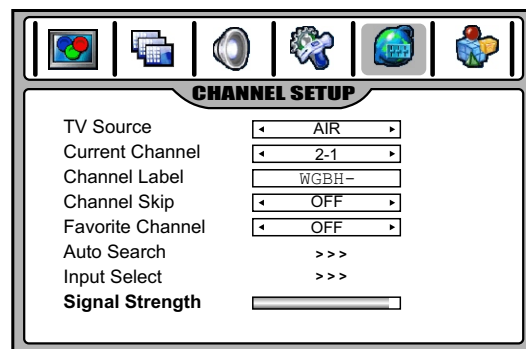 CHANNEL SETUP
TV Source AIR
Current Channel 2-1
Channel Label WGBH-
Channel Skip OFF
Favorite Channel OFF
Auto Search >>>
Input Select >>>
Signal Strength